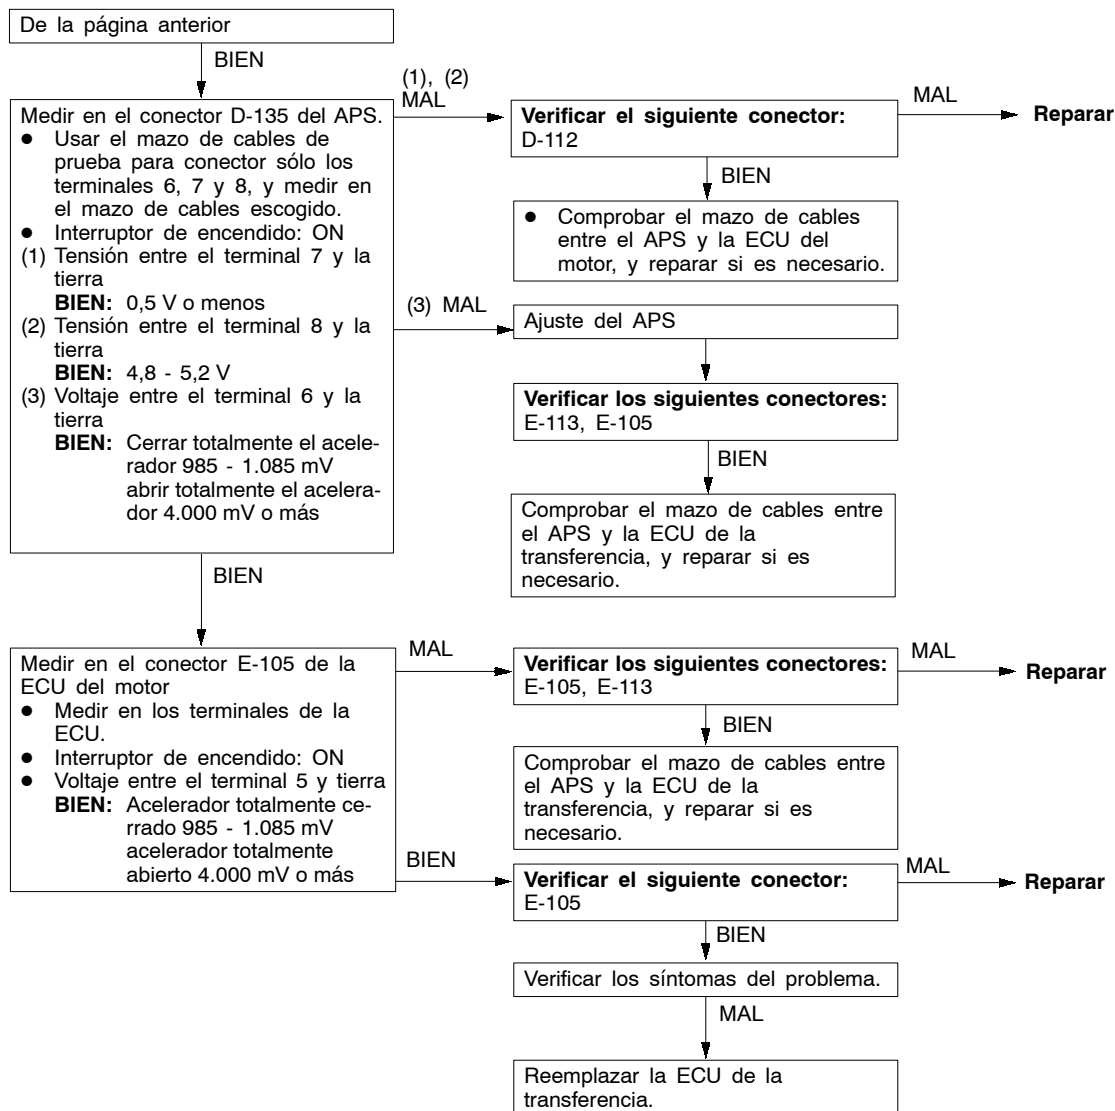 De la página anterior
BIEN
Medir en el conector D-135 del APS.
● Usar el mazo de cables de
prueba para conector sólo los
terminales 6, 7 y 8, y medir en
el mazo de cables escogido.
● Interruptor de encendido: ON
(1) Tensión entre el terminal 7 y la
tierra
BIEN: 0,5 V o menos
(2) Tensión entre el terminal 8 y la
tierra
BIEN: 4,8 - 5,2 V
(3) Voltaje entre el terminal 6 y la
tierra
BIEN: Cerrar totalmente el acele-
rador 985 - 1.085 mV
abrir totalmente el acelera-
dor 4.000 mV o más
(1), (2)
MAL
Verificar el siguiente conector:
D-112
MAL
Reparar
BIEN
● Comprobar el mazo de cables
entre el APS y la ECU del
motor, y reparar si es necesario.
(3) MAL
Ajuste del APS
Verificar los siguientes conectores:
E-113, E-105
BIEN
Comprobar el mazo de cables entre
el APS y la ECU de la
transferencia, y reparar si es
necesario.
BIEN
Medir en el conector E-105 de la
ECU del motor
● Medir en los terminales de la
ECU.
● Interruptor de encendido: ON
● Voltaje entre el terminal 5 y tierra
BIEN: Acelerador totalmente ce-
rrado 985 - 1.085 mV
acelerador totalmente
abierto 4.000 mV o más
MAL
Verificar los siguientes conectores:
E-105, E-113
MAL
Reparar
BIEN
Comprobar el mazo de cables entre
el APS y la ECU de la
transferencia, y reparar si es
necesario.
BIEN
Verificar el siguiente conector:
E-105
MAL
Reparar
BIEN
Verificar los síntomas del problema.
MAL
Reemplazar la ECU de la
transferencia.